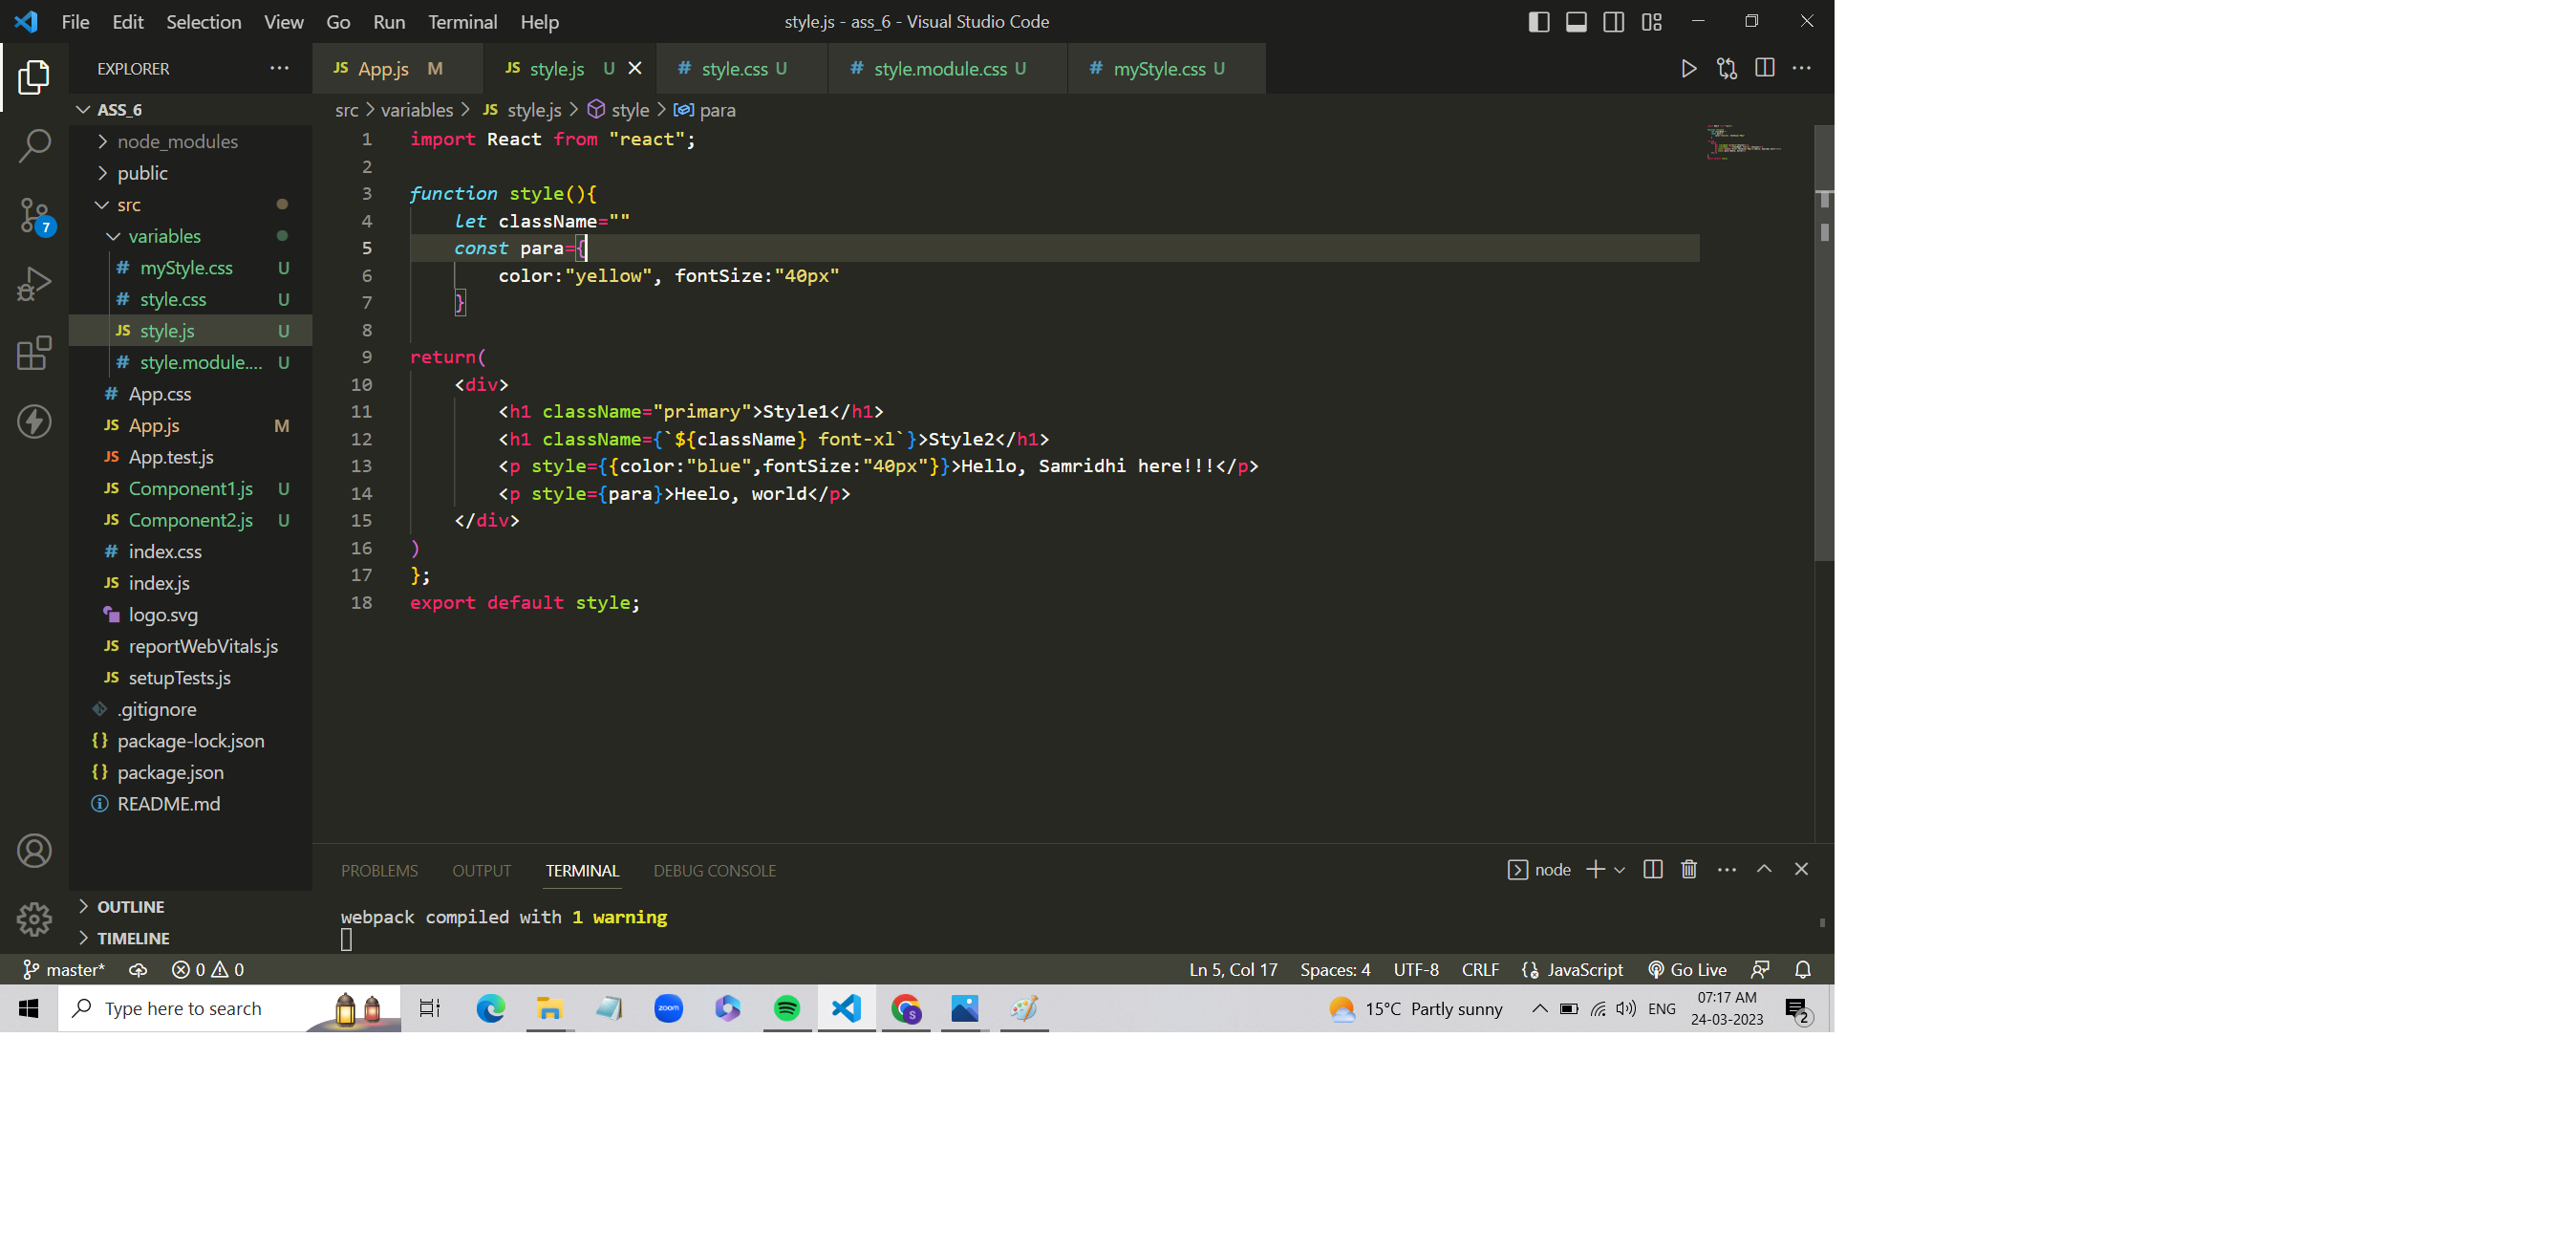 File Edit Selection View Go Run Terminal Help
style.js - ass_6 - Visual Studio Code
EXPLORER
JS App.js M
JS style.js U
# style.css U
# style.module.css U
# myStyle.css U
ASS_6
src > variables > JS style.js > style > para
node_modules
public
src
variables
# myStyle.css U
# style.css U
JS style.js U
# style.module.... U
# App.css
JS App.js M
JS App.test.js
JS Component1.js U
JS Component2.js U
# index.css
JS index.js
logo.svg
JS reportWebVitals.js
JS setupTests.js
.gitignore
{} package-lock.json
{} package.json
README.md
OUTLINE
TIMELINE
7
1 import React from "react";
2
3 function style(){
4 let className=""
5 const para={
6 color:"yellow", fontSize:"40px"
7 }
8
9 return(
10 <div>
11 <h1 className="primary">Style1</h1>
12 <h1 className={`${className} font-xl`}>Style2</h1>
13 <p style={{color:"blue",fontSize:"40px"}}>Hello, Samridhi here!!!</p>
14 <p style={para}>Heelo, world</p>
15 </div>
16 )
17 };
18 export default style;
PROBLEMS OUTPUT TERMINAL DEBUG CONSOLE
node
webpack compiled with 1 warning
master* 0 0
Ln 5, Col 17 Spaces: 4 UTF-8 CRLF JavaScript Go Live
Type here to search
zoom
S
15°C Partly sunny
ENG
07:17 AM
24-03-2023
2